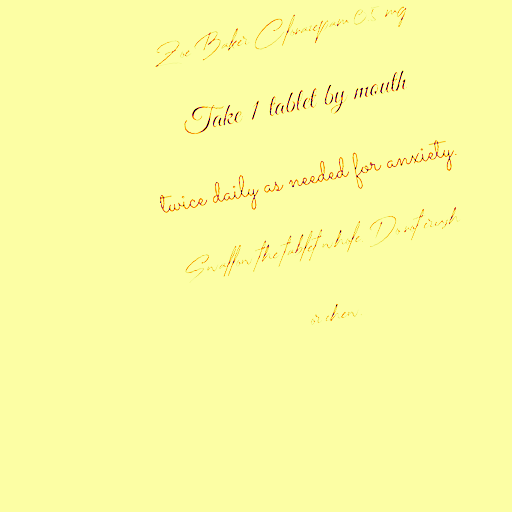 Zoe Baker Clonazepam 0.5 mg
Take 1 tablet by mouth
twice daily as needed for anxiety.
Swallow the tablet whole. Do not crush
or chew.